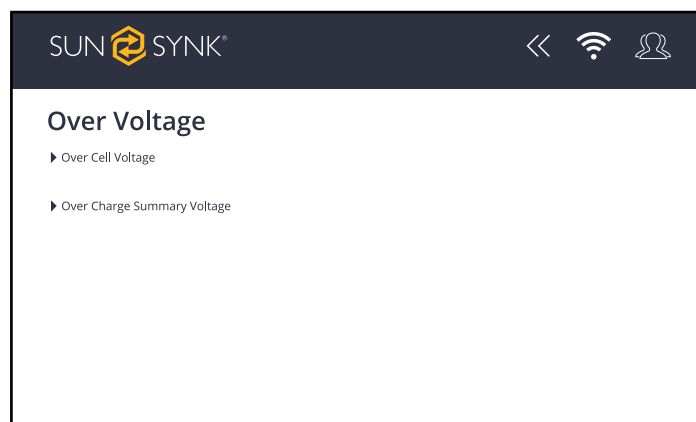 SUN SYNK®
Over Voltage
Over Cell Voltage
Over Charge Summary Voltage